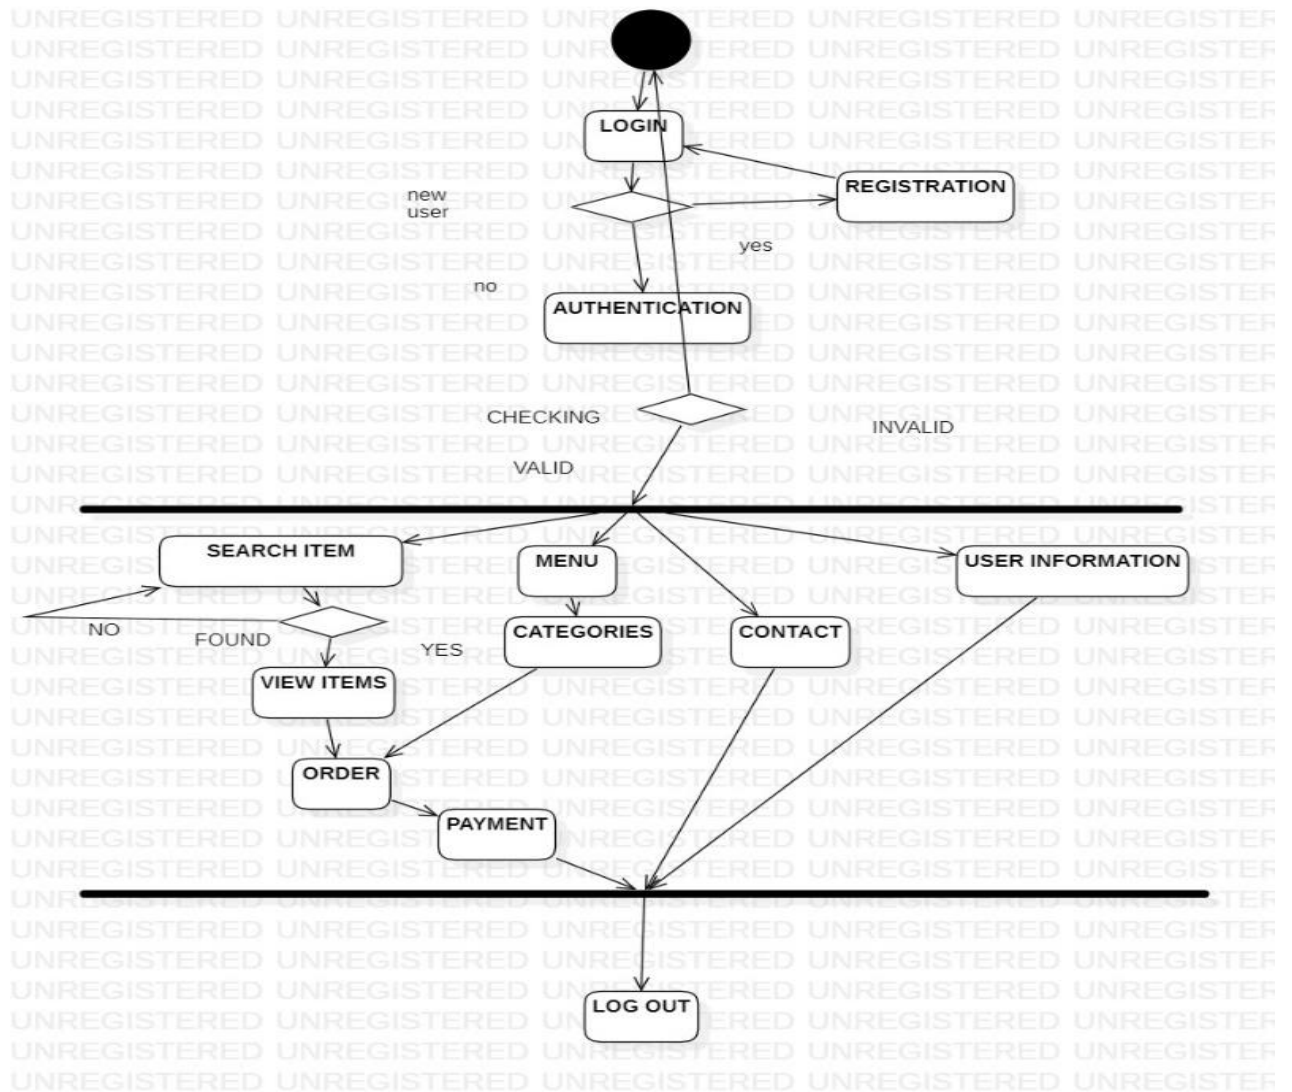 LOGIN
REGISTRATION
new
user
yes
no
AUTHENTICATION
CHECKING
INVALID
VALID
SEARCH ITEM
MENU
USER INFORMATION
NO
FOUND
YES
CATEGORIES
CONTACT
VIEW ITEMS
ORDER
PAYMENT
LOG OUT
UNREGISTERED